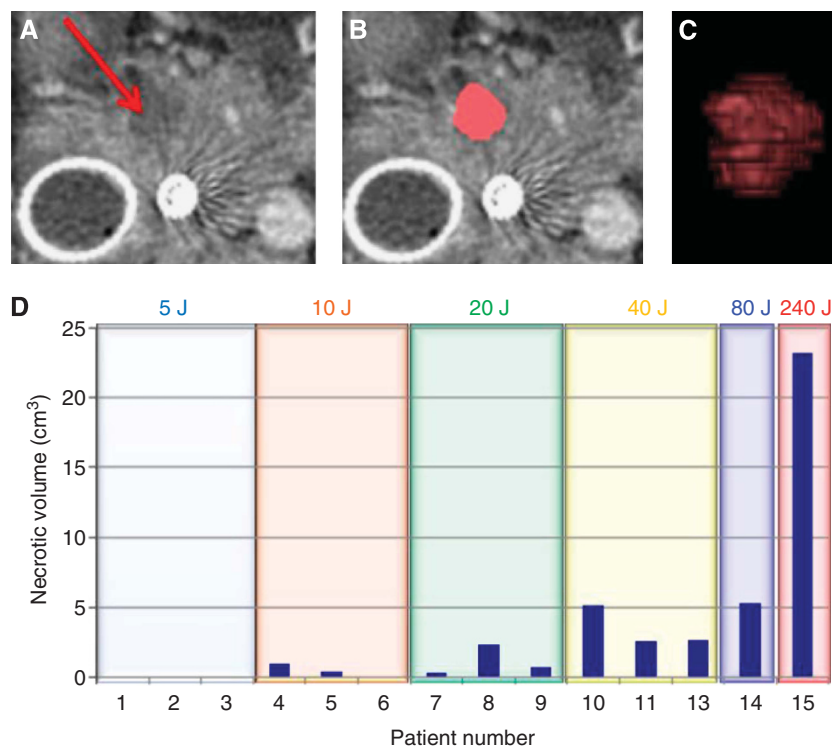 A
B
C
D
5 J
10 J
20 J
40 J
80 J
240 J
Necrotic volume (cm³)
25
20
15
10
5
0
1 2 3 4 5 6 7 8 9 10 11 13 14 15
Patient number